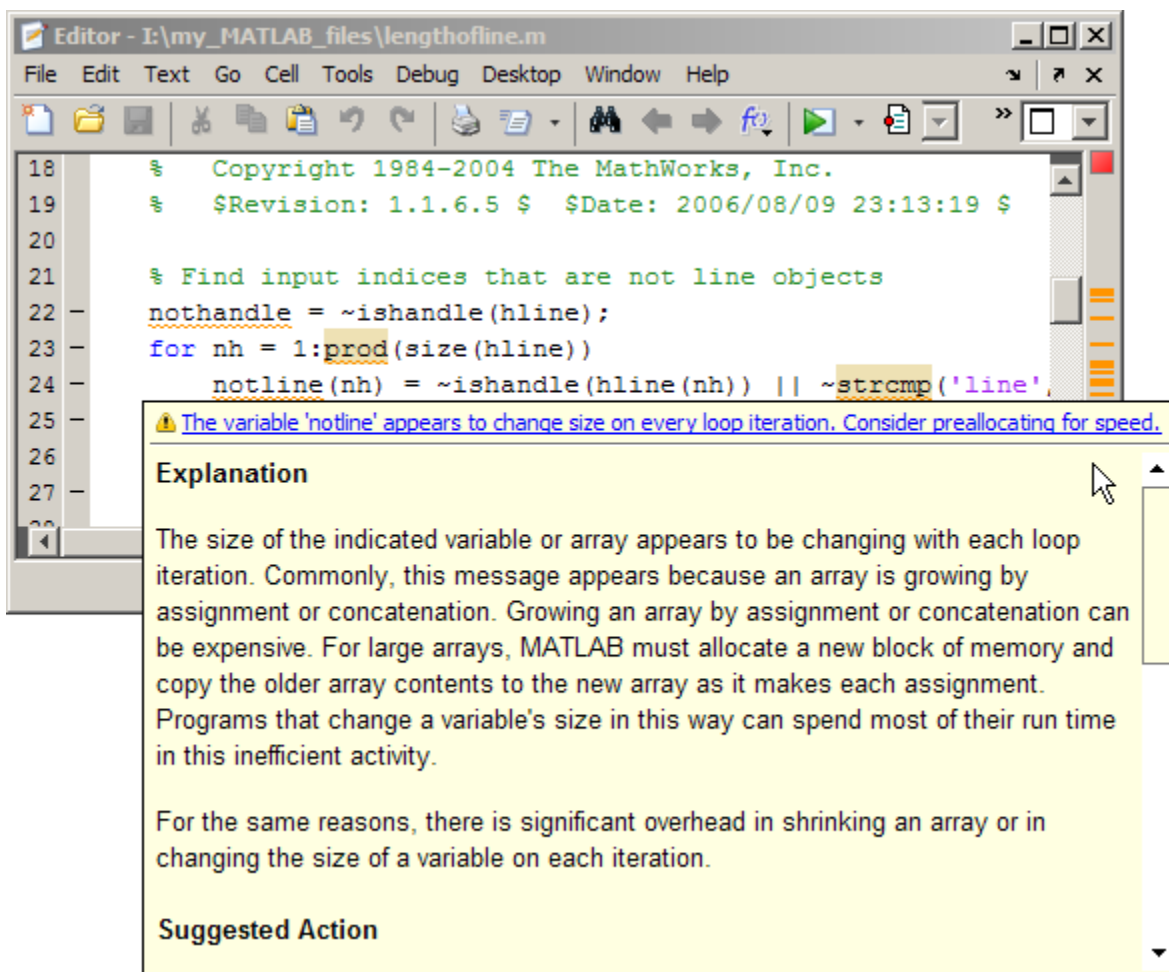 Editor - I:\my_MATLAB_files\lengthofline.m
File Edit Text Go Cell Tools Debug Desktop Window Help
18 % Copyright 1984-2004 The MathWorks, Inc.
19 % $Revision: 1.1.6.5 $ $Date: 2006/08/09 23:13:19 $
20
21 % Find input indices that are not line objects
22 - nothandle = ~ishandle(hline);
23 - for nh = 1:prod(size(hline))
24 - notline(nh) = ~ishandle(hline(nh)) || ~strcmp('line',
25 -
26
27 -
The variable 'notline' appears to change size on every loop iteration. Consider preallocating for speed.
Explanation
The size of the indicated variable or array appears to be changing with each loop
iteration. Commonly, this message appears because an array is growing by
assignment or concatenation. Growing an array by assignment or concatenation can
be expensive. For large arrays, MATLAB must allocate a new block of memory and
copy the older array contents to the new array as it makes each assignment.
Programs that change a variable's size in this way can spend most of their run time
in this inefficient activity.
For the same reasons, there is significant overhead in shrinking an array or in
changing the size of a variable on each iteration.
Suggested Action